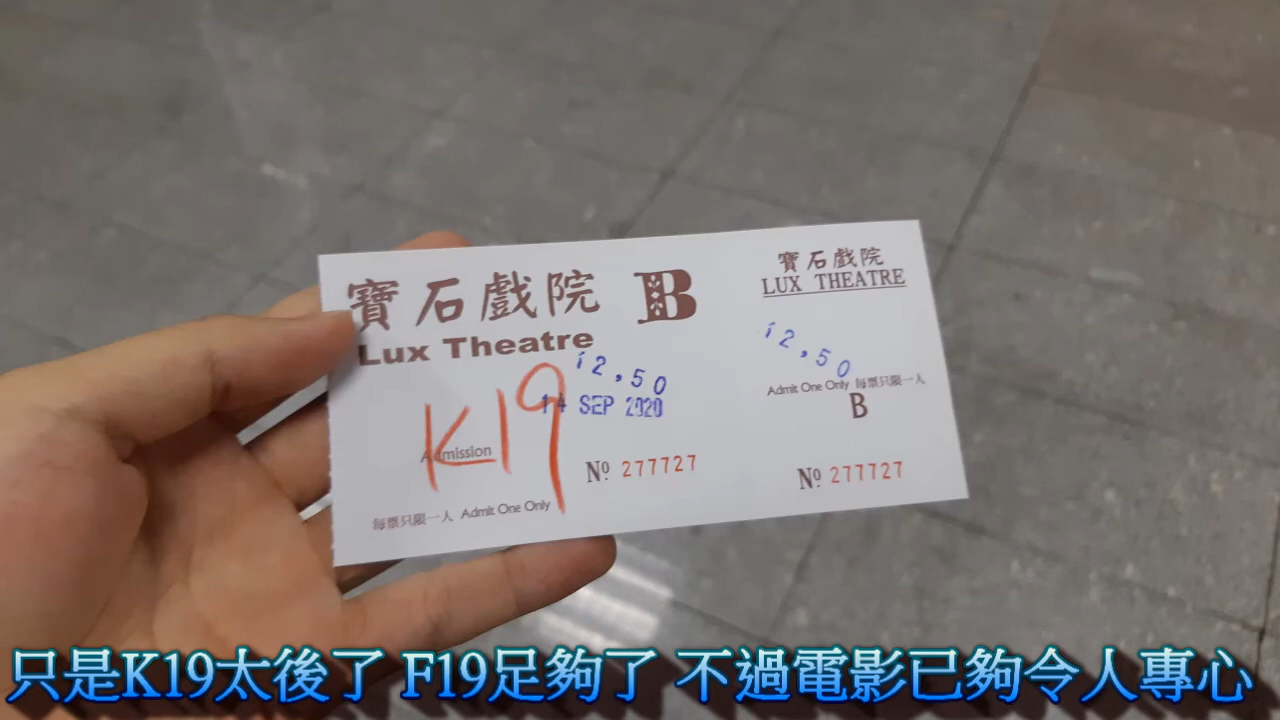 寶石戲院 B
Lux Theatre
12,50
14 SEP 2020
K19
Admission
Nº 277727
每票只限一人 Admit One Only
寶石戲院
LUX THEATRE
12,50
Admit One Only 每票只限一人
B
Nº 277727
只是K19太後了 F19足夠了 不過電影已夠令人專心